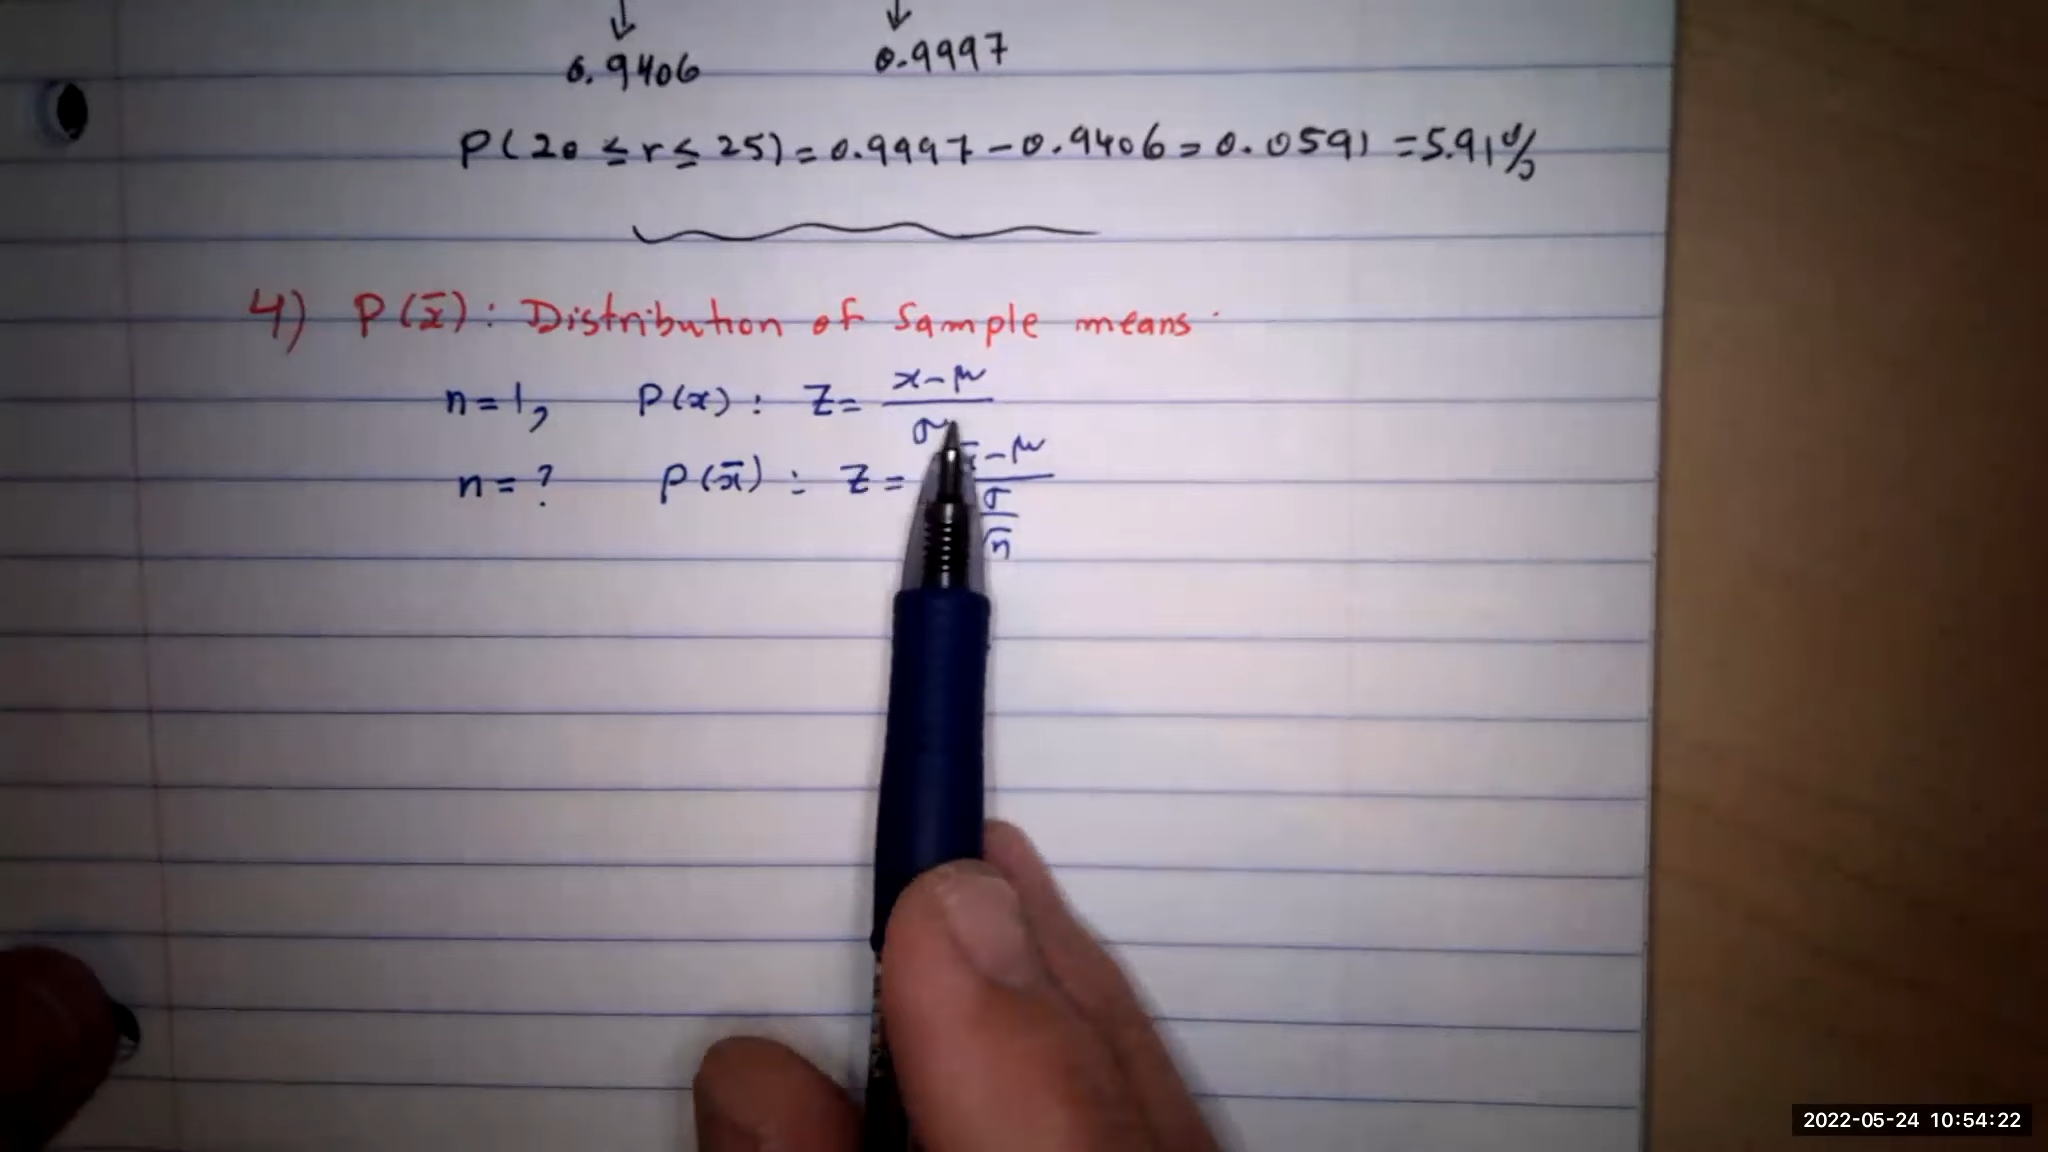 ↓ ↓
0.9406 0.9997
P(20 ≤ r ≤ 25) = 0.9997 - 0.9406 = 0.0591 = 5.91%
4) P(x̄): Distribution of Sample means
n=1, P(x): Z= (x-μ)/σ
n=? P(x̄): Z= -μ/(σ/√n)
2022-05-24 10:54:22